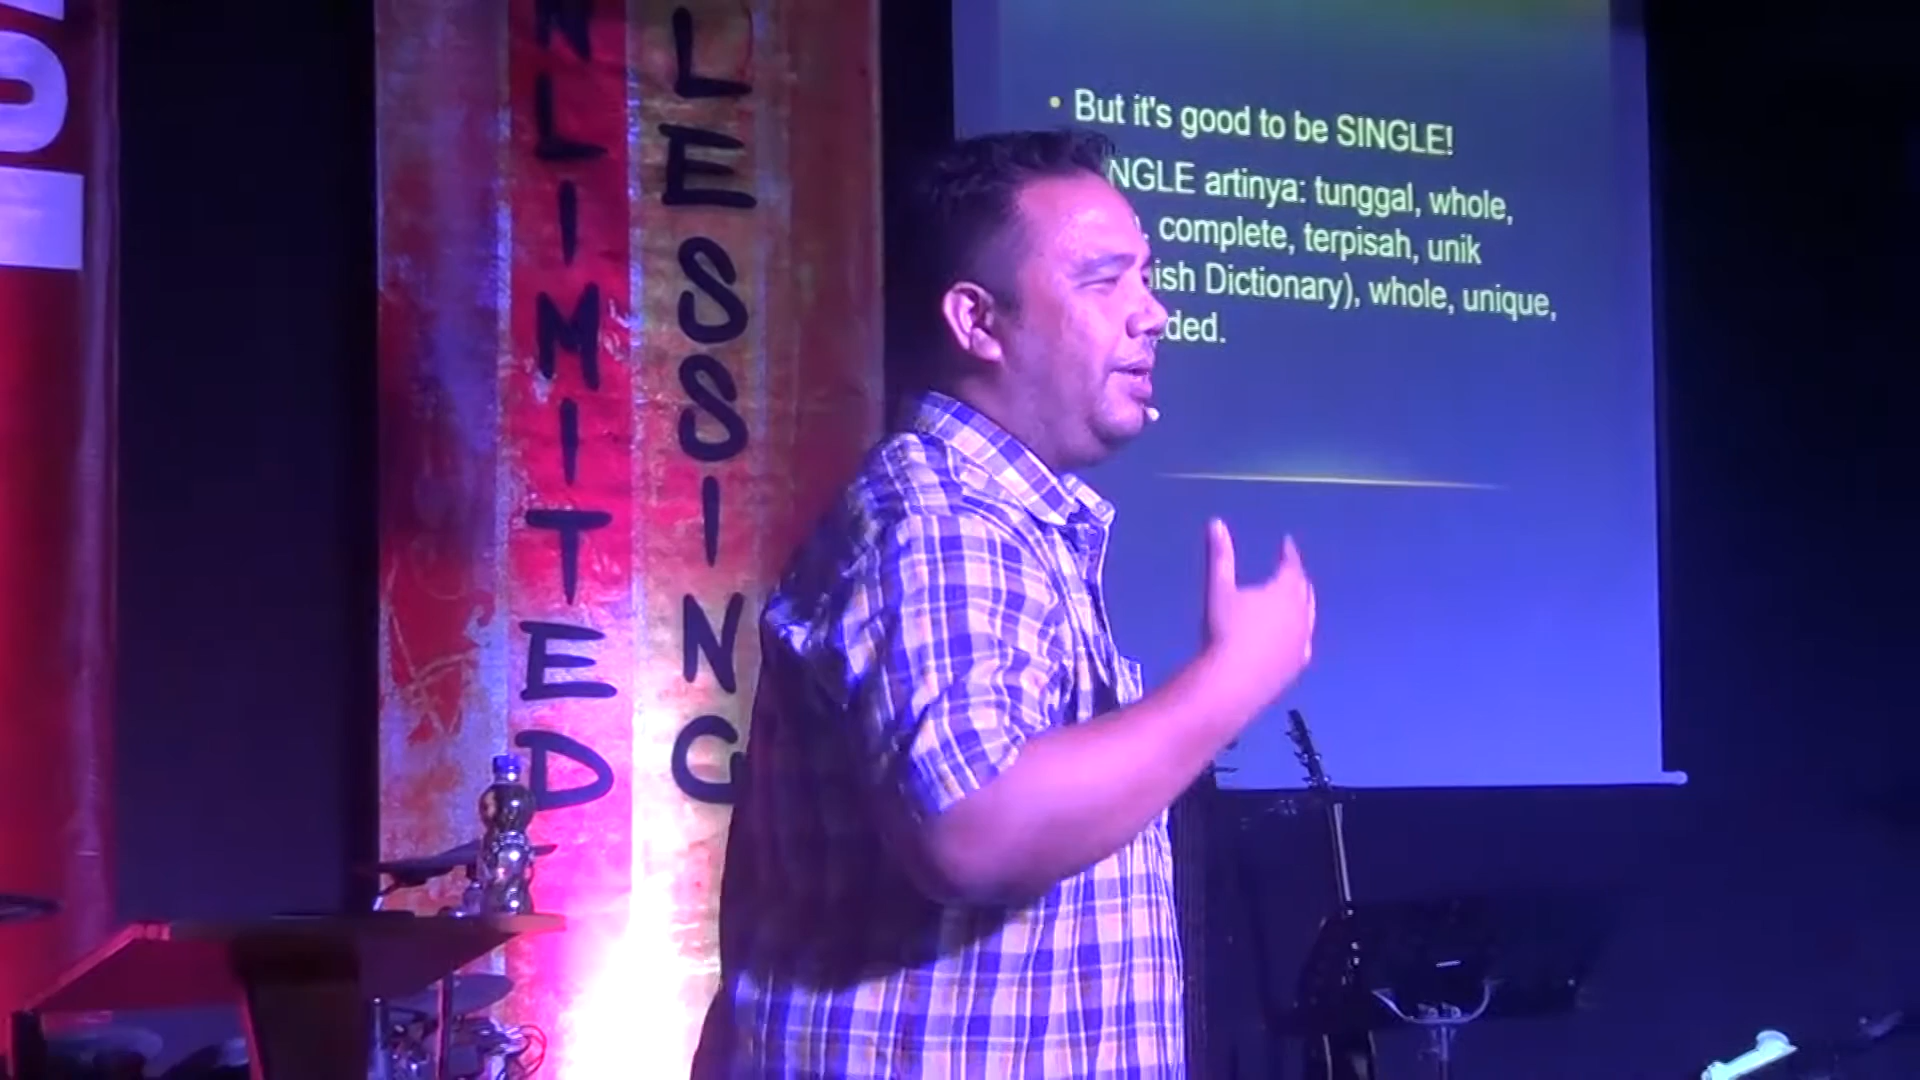 NLIMITED
LESSING
• But it's good to be SINGLE!
NGLE artinya: tunggal, whole,
complete, terpisah, unik
ish Dictionary), whole, unique,
ded.